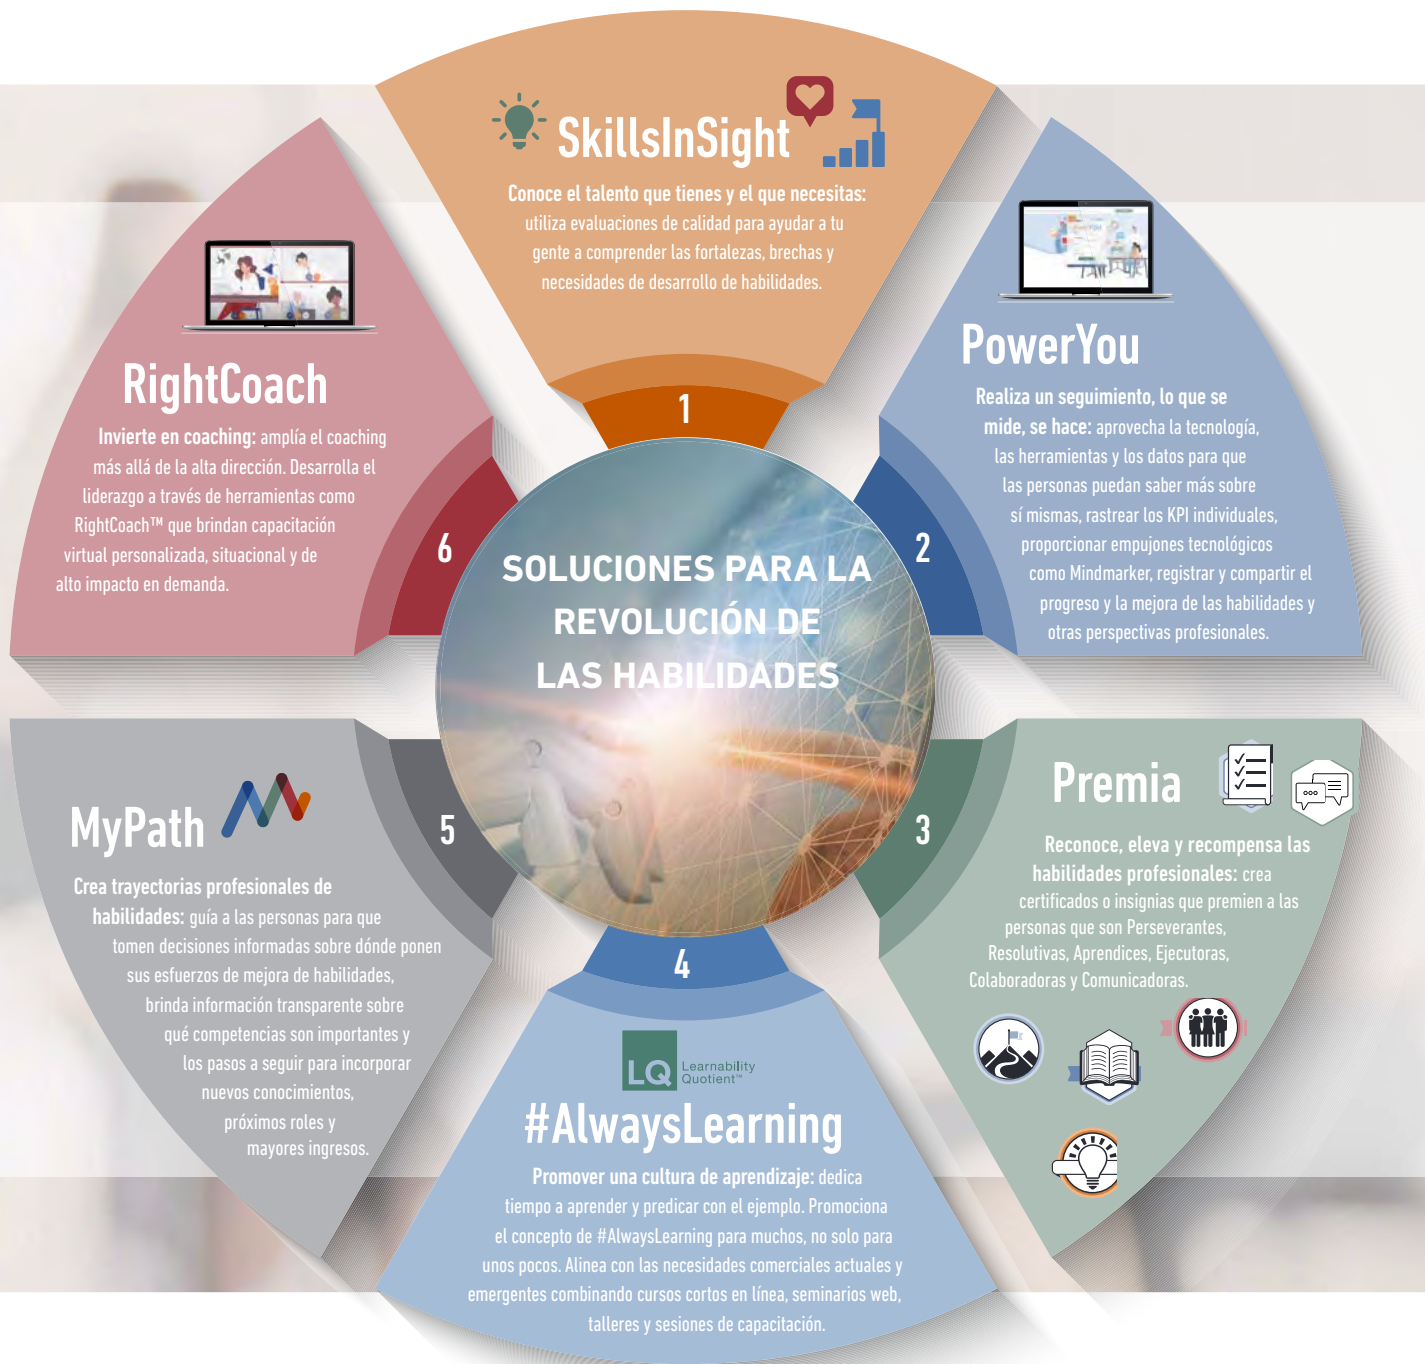 SkillsInSight
Conoce el talento que tienes y el que necesitas:
utiliza evaluaciones de calidad para ayudar a tu
gente a comprender las fortalezas, brechas y
necesidades de desarrollo de habilidades.
1
PowerYou
Realiza un seguimiento, lo que se
mide, se hace: aprovecha la tecnología,
las herramientas y los datos para que
las personas puedan saber más sobre
sí mismas, rastrear los KPI individuales,
proporcionar empujones tecnológicos
como Mindmarker, registrar y compartir el
progreso y la mejora de las habilidades y
otras perspectivas profesionales.
2
Premia
Reconoce, eleva y recompensa las
habilidades profesionales: crea
certificados o insignias que premien a las
personas que son Perseverantes,
Resolutivas, Aprendices, Ejecutoras,
Colaboradoras y Comunicadoras.
3
4
LQ Learnability
Quotient™
#AlwaysLearning
Promover una cultura de aprendizaje: dedica
tiempo a aprender y predicar con el ejemplo. Promociona
el concepto de #AlwaysLearning para muchos, no solo para
unos pocos. Alinea con las necesidades comerciales actuales y
emergentes combinando cursos cortos en línea, seminarios web,
talleres y sesiones de capacitación.
5
MyPath
Crea trayectorias profesionales de
habilidades: guía a las personas para que
tomen decisiones informadas sobre dónde ponen
sus esfuerzos de mejora de habilidades,
brinda información transparente sobre
qué competencias son importantes y
los pasos a seguir para incorporar
nuevos conocimientos,
próximos roles y
mayores ingresos.
6
RightCoach
Invierte en coaching: amplía el coaching
más allá de la alta dirección. Desarrolla el
liderazgo a través de herramientas como
RightCoach™ que brindan capacitación
virtual personalizada, situacional y de
alto impacto en demanda.
SOLUCIONES PARA LA
REVOLUCIÓN DE
LAS HABILIDADES